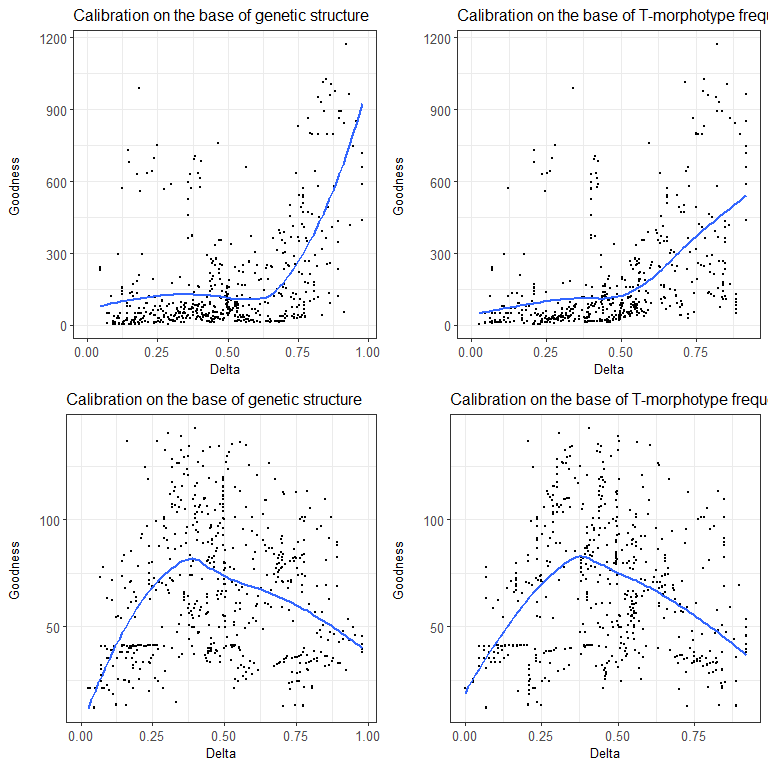 Calibration on the base of genetic structure
Calibration on the base of T-morphotype frequ
1200
900
600
300
0
Goodness
0.00
0.25
0.50
0.75
1.00
Delta
1200
900
600
300
0
Goodness
0.00
0.25
0.50
0.75
Delta
Calibration on the base of genetic structure
Calibration on the base of T-morphotype frequ
100
50
Goodness
0.00
0.25
0.50
0.75
1.00
Delta
100
50
Goodness
0.00
0.25
0.50
0.75
Delta